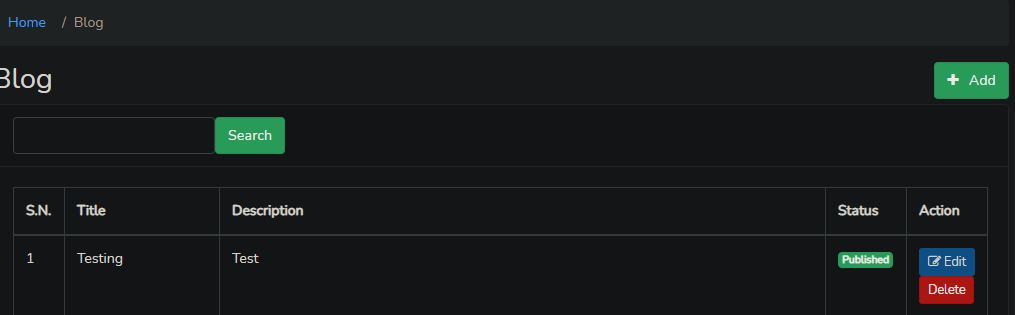 Home / Blog
Blog
Add
Search
S.N. Title Description Status Action
1 Testing Test Published Edit
Delete